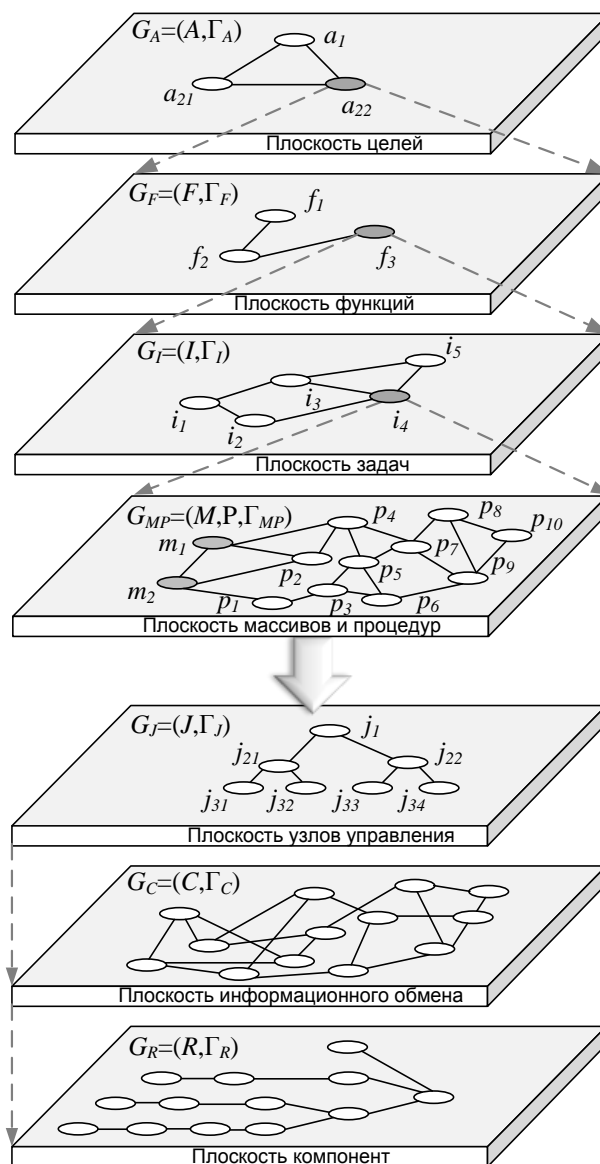 G_A=(A,Γ_A)
a_1
a_21
a_22
Плоскость целей
G_F=(F,Γ_F)
f_1
f_2
f_3
Плоскость функций
G_I=(I,Γ_I)
i_5
i_3
i_1
i_4
i_2
Плоскость задач
G_MP=(M,P,Γ_MP)
p_4
p_8
p_10
m_1
p_7
p_2
p_5
p_9
m_2
p_1
p_3
p_6
Плоскость массивов и процедур
G_J=(J,Γ_J)
j_1
j_21
j_22
j_31
j_32
j_33
j_34
Плоскость узлов управления
G_C=(C,Γ_C)
Плоскость информационного обмена
G_R=(R,Γ_R)
Плоскость компонент